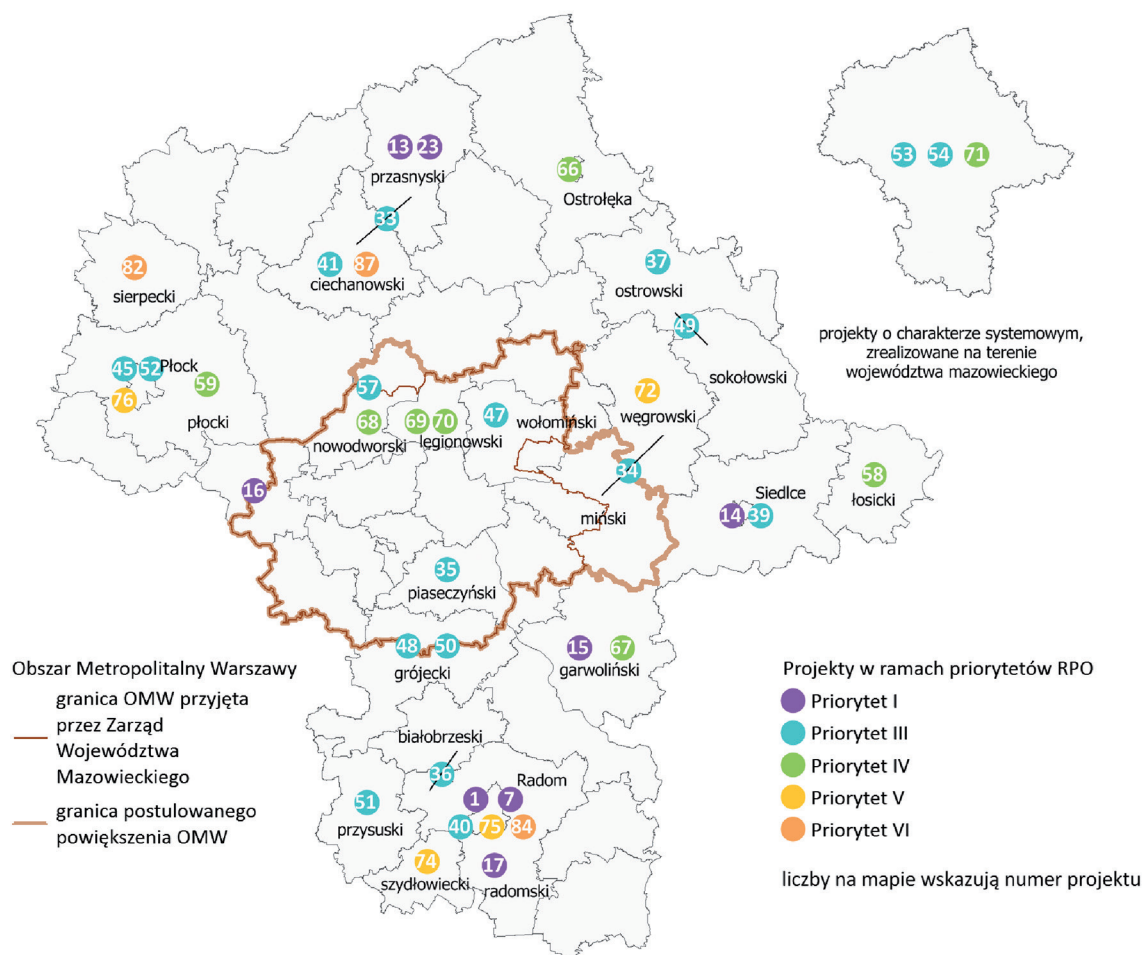 13 23
przasnyski
66
Ostrołęka
53 54 71
33
41 87
ciechanowski
82
sierpecki
37
ostrowski
49
projekty o charakterze systemowym,
zrealizowane na terenie
województwa mazowieckiego
sokołowski
45 52 Płock
59
76
płocki
57
68 69 70
nowodworski legionowski
47
wołomiński
72
węgrowski
34
miński
16
Siedlce
14 39
58
łosicki
35
piaseczyński
48 50
grójecki
15 67
garwoliński
Obszar Metropolitalny Warszawy
granica OMW przyjęta
przez Zarząd
Województwa
Mazowieckiego
granica postulowanego
powiększenia OMW
białobrzeski
36
Radom
1 7
51
przysuski
40 75 84
74
szydłowiecki
17
radomski
Projekty w ramach priorytetów RPO
Priorytet I
Priorytet III
Priorytet IV
Priorytet V
Priorytet VI
liczby na mapie wskazują numer projektu